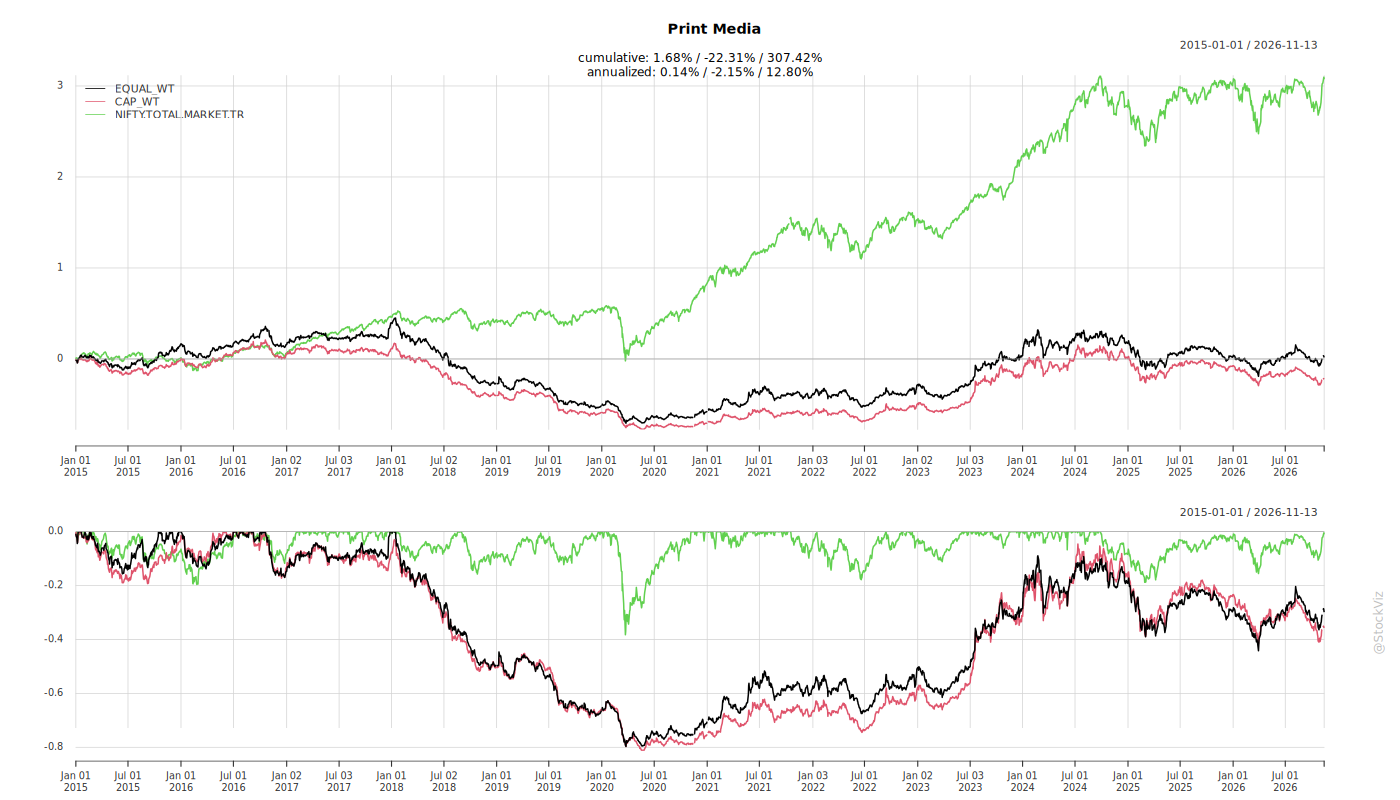 Print Media
2015-01-01 / 2026-11-13
cumulative: 1.68% / -22.31% / 307.42%
annualized: 0.14% / -2.15% / 12.80%
EQUAL_WT
CAP_WT
NIFTY.TOTAL.MARKET.TR
3
2
1
0
Jan 01 Jul 01 Jan 01 Jul 01 Jan 02 Jul 03 Jan 01 Jul 02 Jan 01 Jul 01 Jan 01 Jul 01 Jan 01 Jul 01 Jan 03 Jul 01 Jan 02 Jul 03 Jan 01 Jul 01 Jan 01 Jul 01 Jan 01 Jul 01
2015 2015 2016 2016 2017 2017 2018 2018 2019 2019 2020 2020 2021 2021 2022 2022 2023 2023 2024 2024 2025 2025 2026 2026
2015-01-01 / 2026-11-13
0.0
-0.2
-0.4
-0.6
-0.8
Jan 01 Jul 01 Jan 01 Jul 01 Jan 02 Jul 03 Jan 01 Jul 02 Jan 01 Jul 01 Jan 01 Jul 01 Jan 01 Jul 01 Jan 03 Jul 01 Jan 02 Jul 03 Jan 01 Jul 01 Jan 01 Jul 01 Jan 01 Jul 01
2015 2015 2016 2016 2017 2017 2018 2018 2019 2019 2020 2020 2021 2021 2022 2022 2023 2023 2024 2024 2025 2025 2026 2026
@StockViz